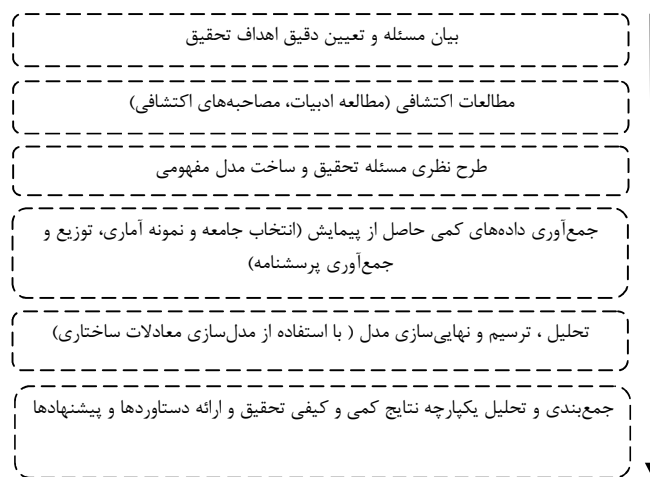 بیان مسئله و تعیین دقیق اهداف تحقیق
مطالعات اکتشافی (مطالعه ادبیات، مصاحبه‌های اکتشافی)
طرح نظری مسئله تحقیق و ساخت مدل مفهومی
جمع‌آوری داده‌های کمی حاصل از پیمایش (انتخاب جامعه و نمونه آماری، توزیع و
جمع‌آوری پرسشنامه)
تحلیل ، ترسیم و نهایی‌سازی مدل ( با استفاده از مدل‌سازی معادلات ساختاری)
جمع‌بندی و تحلیل یکپارچه نتایج کمی و کیفی تحقیق و ارائه دستاوردها و پیشنهادها